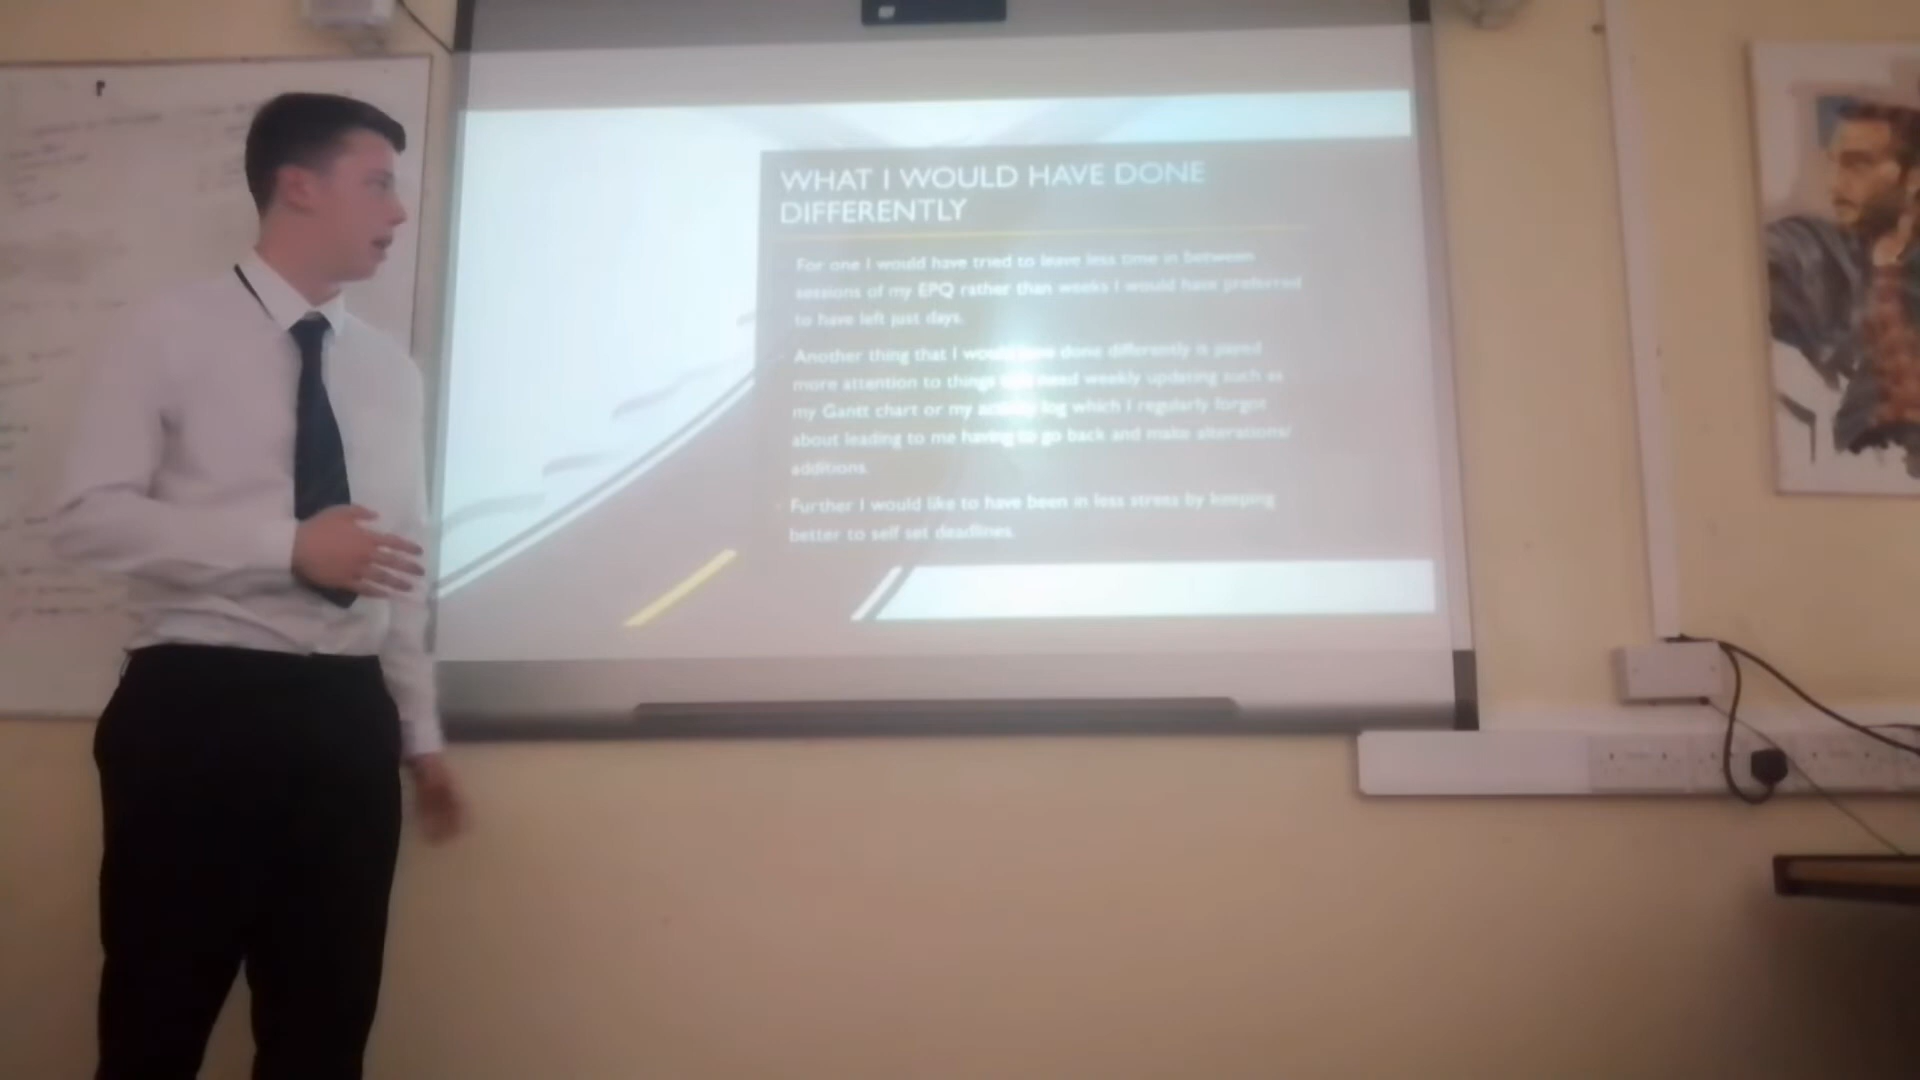 WHAT I WOULD HAVE DONE
DIFFERENTLY
For one I would have tried to leave less time in between
sessions of my EPQ rather than weeks I would have preferred
to have left just days.
Another thing that I would have done differently is payed
more attention to things that need weekly updating such as
my Gantt chart or my activity log which I regularly forgot
about leading to me having to go back and make alterations/
additions.
Further I would like to have been in less stress by keeping
better to self set deadlines.